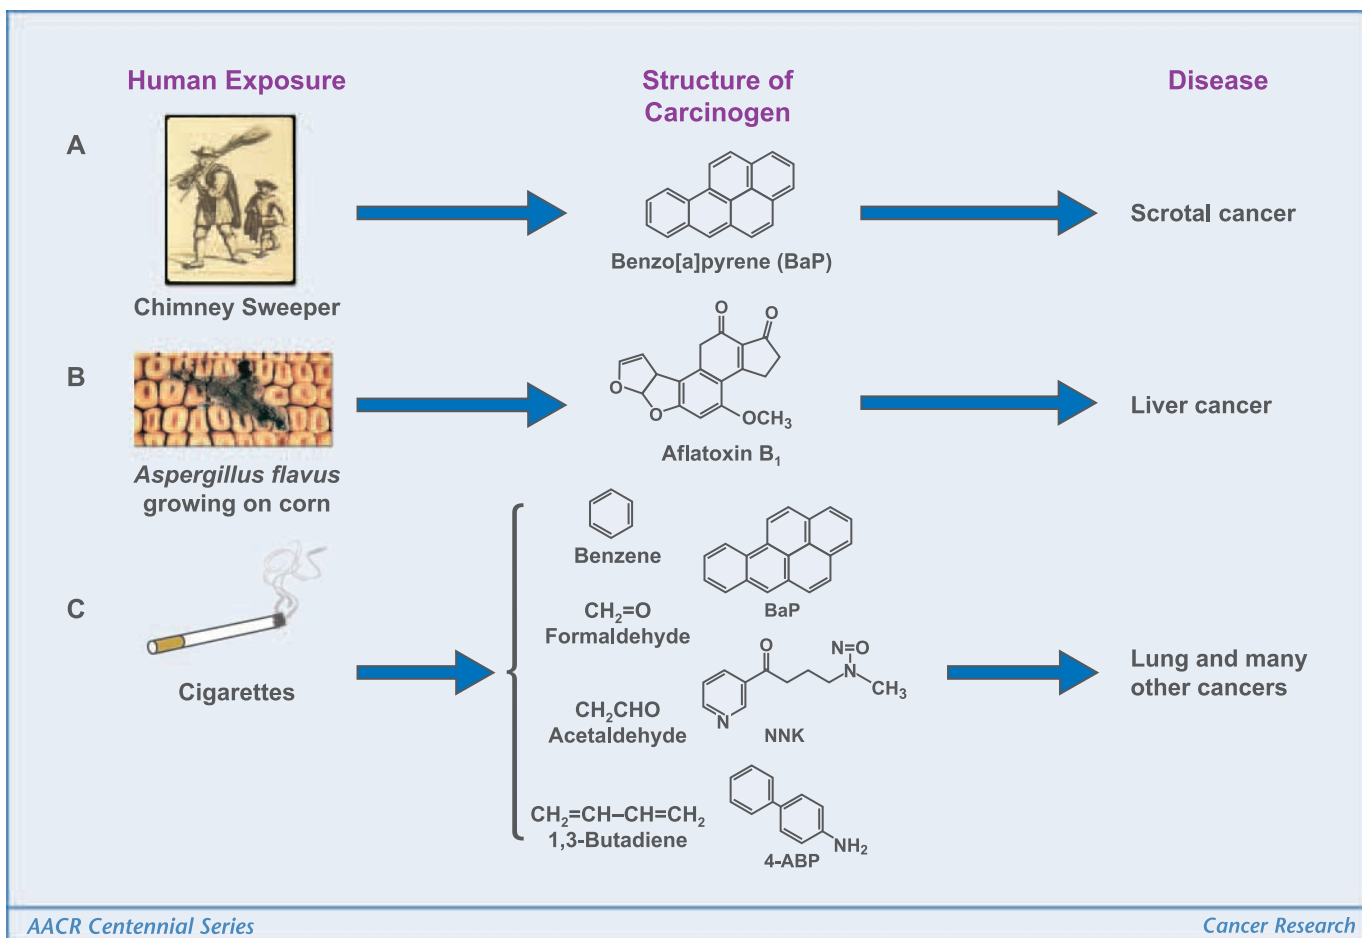 Human Exposure
Structure of
Carcinogen
Disease
A
Chimney Sweeper
Benzo[a]pyrene (BaP)
Scrotal cancer
B
Aspergillus flavus
growing on corn
O
O
O
O
OCH₃
Aflatoxin B₁
Liver cancer
C
Cigarettes
Benzene
BaP
CH₂=O
Formaldehyde
O
N=O
N
CH₃
N
NNK
CH₂CHO
Acetaldehyde
CH₂=CH–CH=CH₂
1,3-Butadiene
NH₂
4-ABP
Lung and many
other cancers
AACR Centennial Series
Cancer Research